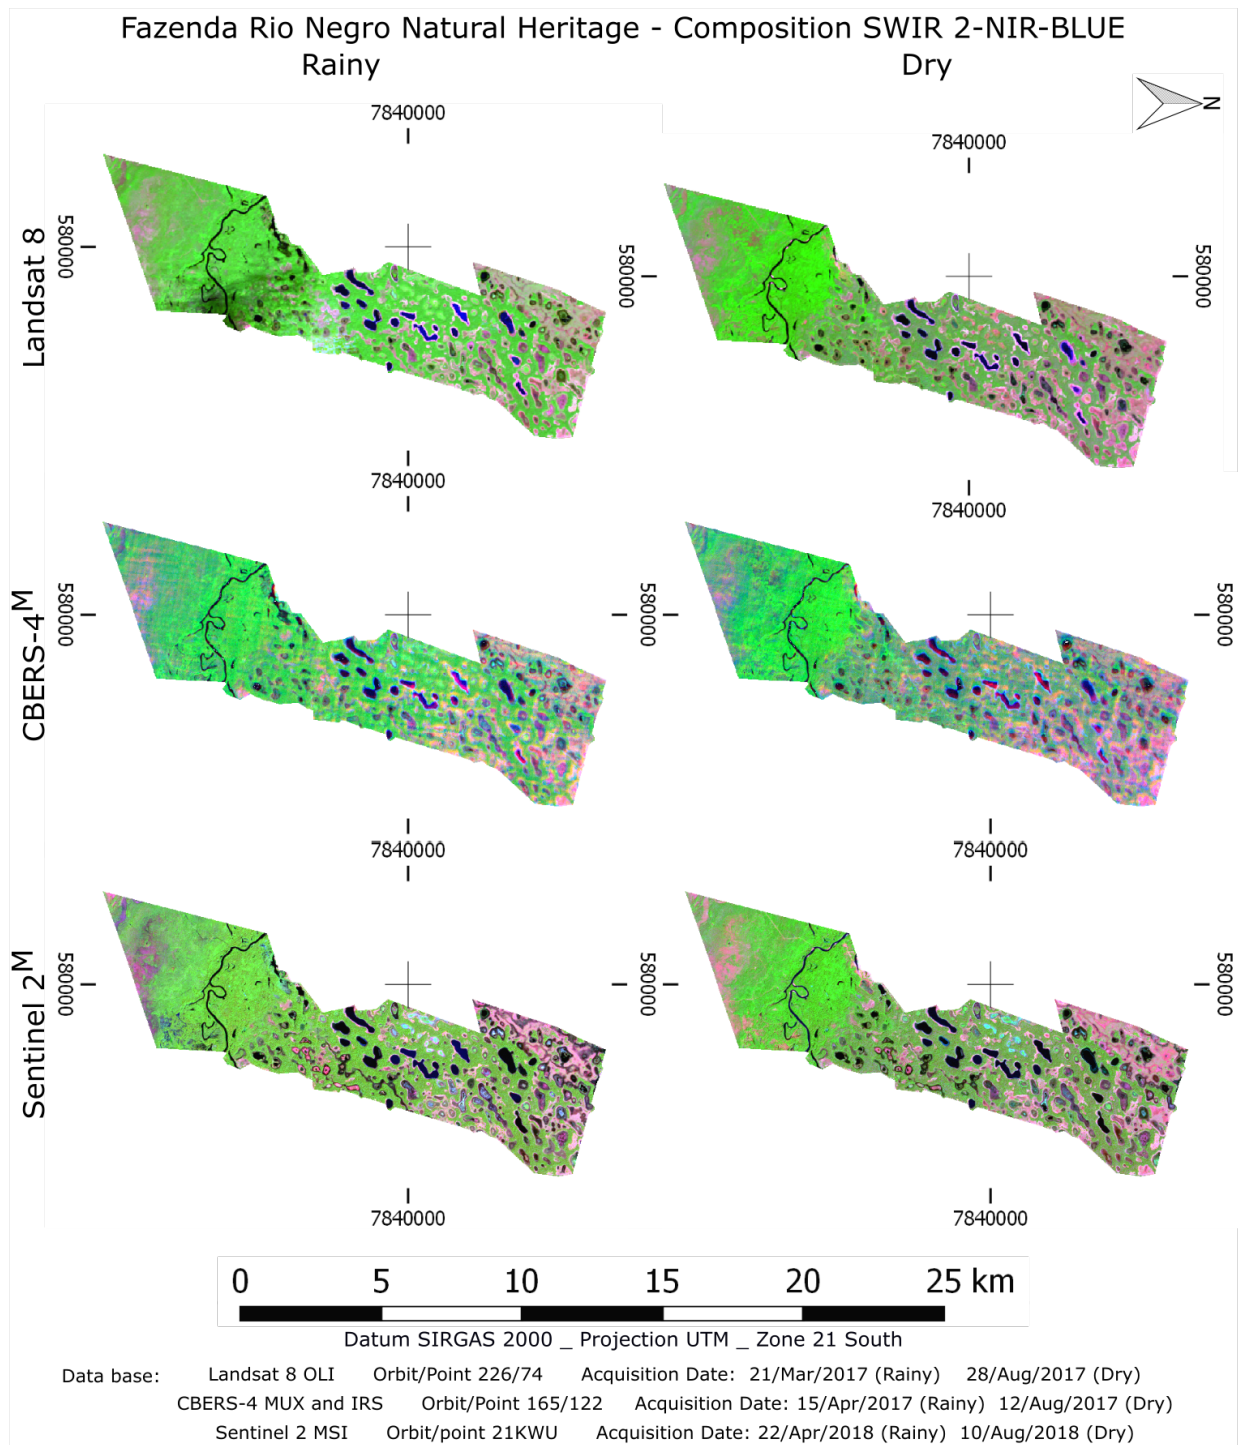 Fazenda Rio Negro Natural Heritage - Composition SWIR 2-NIR-BLUE
Rainy
Dry
N
7840000
7840000
Landsat 8
580000
580000
580000
7840000
7840000
CBERS-4M
580000
580000
580000
7840000
7840000
Sentinel 2M
580000
580000
580000
7840000
7840000
0 5 10 15 20 25 km
Datum SIRGAS 2000 _ Projection UTM _ Zone 21 South
Data base: Landsat 8 OLI Orbit/Point 226/74 Acquisition Date: 21/Mar/2017 (Rainy) 28/Aug/2017 (Dry)
CBERS-4 MUX and IRS Orbit/Point 165/122 Acquisition Date: 15/Apr/2017 (Rainy) 12/Aug/2017 (Dry)
Sentinel 2 MSI Orbit/point 21KWU Acquisition Date: 22/Apr/2018 (Rainy) 10/Aug/2018 (Dry)